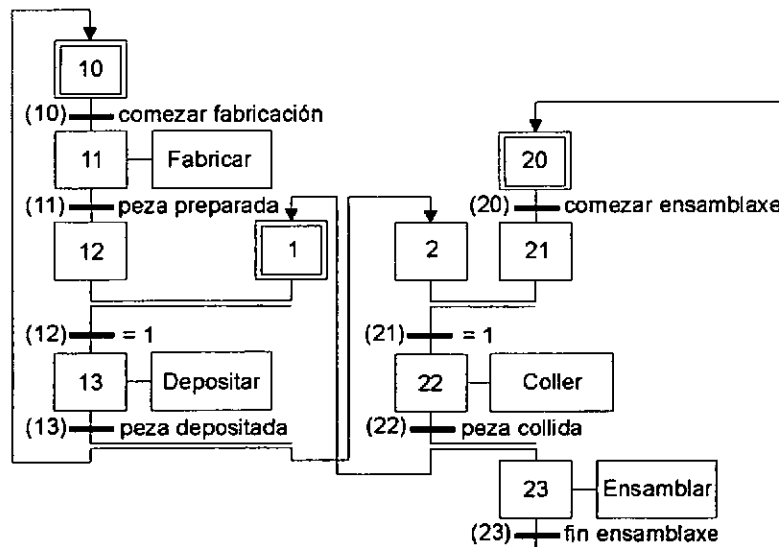 10
(10) comezar fabricación
11 Fabricar
20
(11) peza preparada
(20) comezar ensamblaxe
12 1 2 21
(12) = 1
(21) = 1
13 Depositar
22 Coller
(13) peza depositada
(22) peza collida
23 Ensamblar
(23) fin ensamblaxe